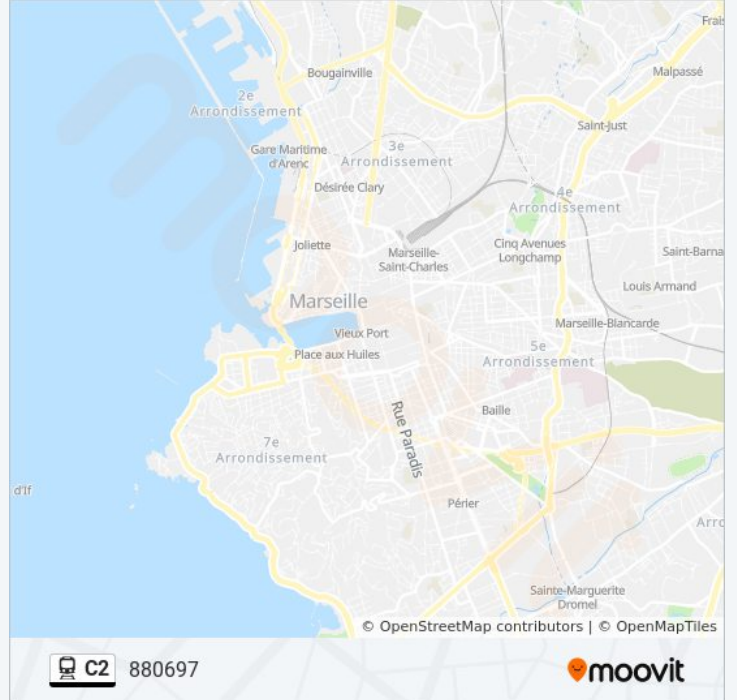 Frais
Bougainville
Malpassé
2e
Arrondissement
Saint-Just
3e
Arrondissement
Gare Maritime
d'Arenc
Désirée Clary
4e
Arrondissement
Joliette
Marseille-
Saint-Charles
Cinq Avenues
Longchamp
Saint-Barna
Louis Armand
Marseille
Marseille-Blancarde
Vieux Port
Place aux Huiles
5e
Arrondissement
Rue Paradis
Baille
7e
Arrondissement
d'If
Périer
Arro
Sainte-Marguerite
Dromel
© OpenStreetMap contributors | © OpenMapTiles
C2 880697
moovit